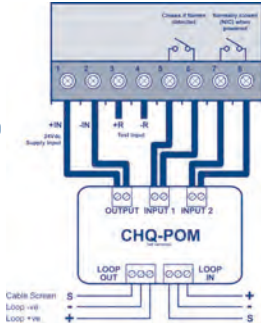 Closes if flames
detected)
Normally closed
(N/C) when
powered
1 2 3 4 5 6 7 8
+IN -IN +R -R
24Vdc
Supply Input
Test Input
OUTPUT INPUT 1 INPUT 2
CHQ-POM
LOOP
OUT
LOOP
IN
Cable Screen S
Loop -ve -
Loop +ve +
+
-
S